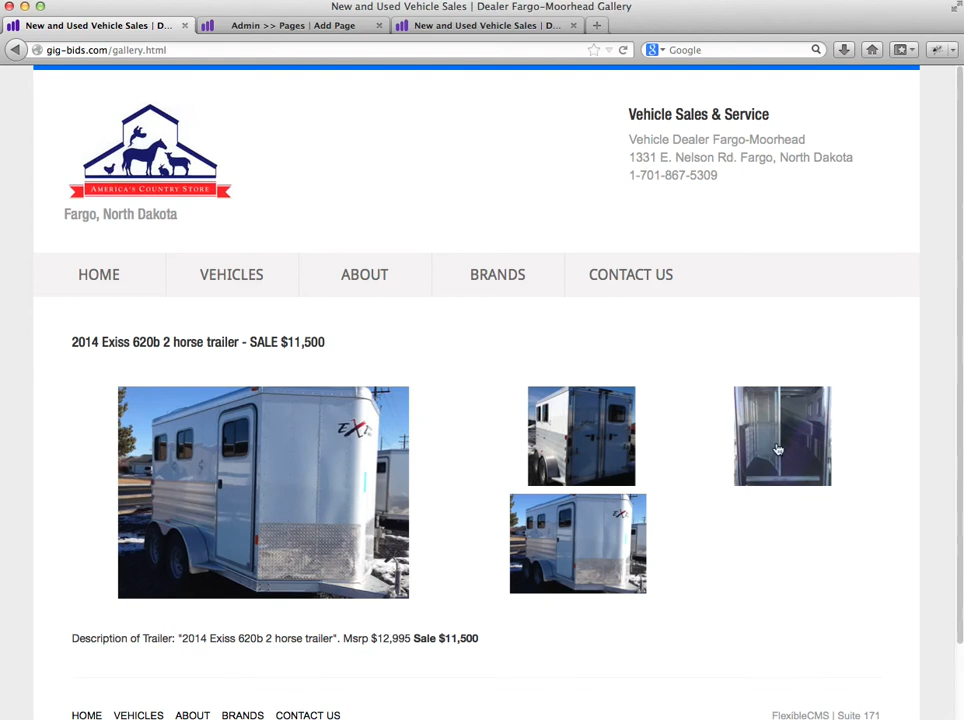 New and Used Vehicle Sales | Dealer Fargo-Moorhead Gallery
New and Used Vehicle Sales | D...
Admin >> Pages | Add Page
New and Used Vehicle Sales | D...
gig-bids.com/gallery.html
Google
AMERICA'S COUNTRY STORE
Fargo, North Dakota
Vehicle Sales & Service
Vehicle Dealer Fargo-Moorhead
1331 E. Nelson Rd. Fargo, North Dakota
1-701-867-5309
HOME VEHICLES ABOUT BRANDS CONTACT US
2014 Exiss 620b 2 horse trailer - SALE $11,500
Description of Trailer: "2014 Exiss 620b 2 horse trailer". Msrp $12,995 Sale $11,500
HOME VEHICLES ABOUT BRANDS CONTACT US
FlexibleCMS | Suite 171